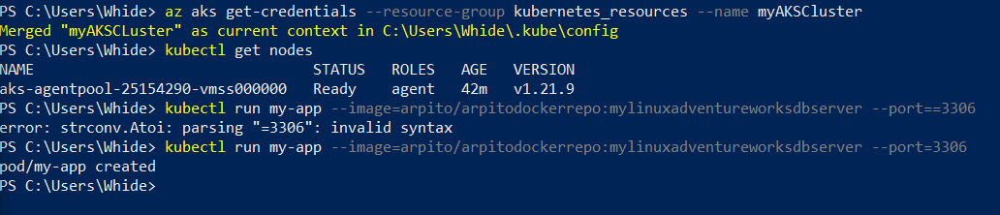 PS C:\Users\Whide> az aks get-credentials --resource-group kubernetes_resources --name myAKSCluster
Merged "myAKSCLuster" as current context in C:\Users\Whide\.kube\config
PS C:\Users\Whide> kubectl get nodes
NAME STATUS ROLES AGE VERSION
aks-agentpool-25154290-vmss000000 Ready agent 42m v1.21.9
PS C:\Users\Whide> kubectl run my-app --image=arpito/arpitodockerrepo:mylinuxadventureworksdbserver --port==3306
error: strconv.Atoi: parsing "=3306": invalid syntax
PS C:\Users\Whide> kubectl run my-app --image=arpito/arpitodockerrepo:mylinuxadventureworksdbserver --port=3306
pod/my-app created
PS C:\Users\Whide>